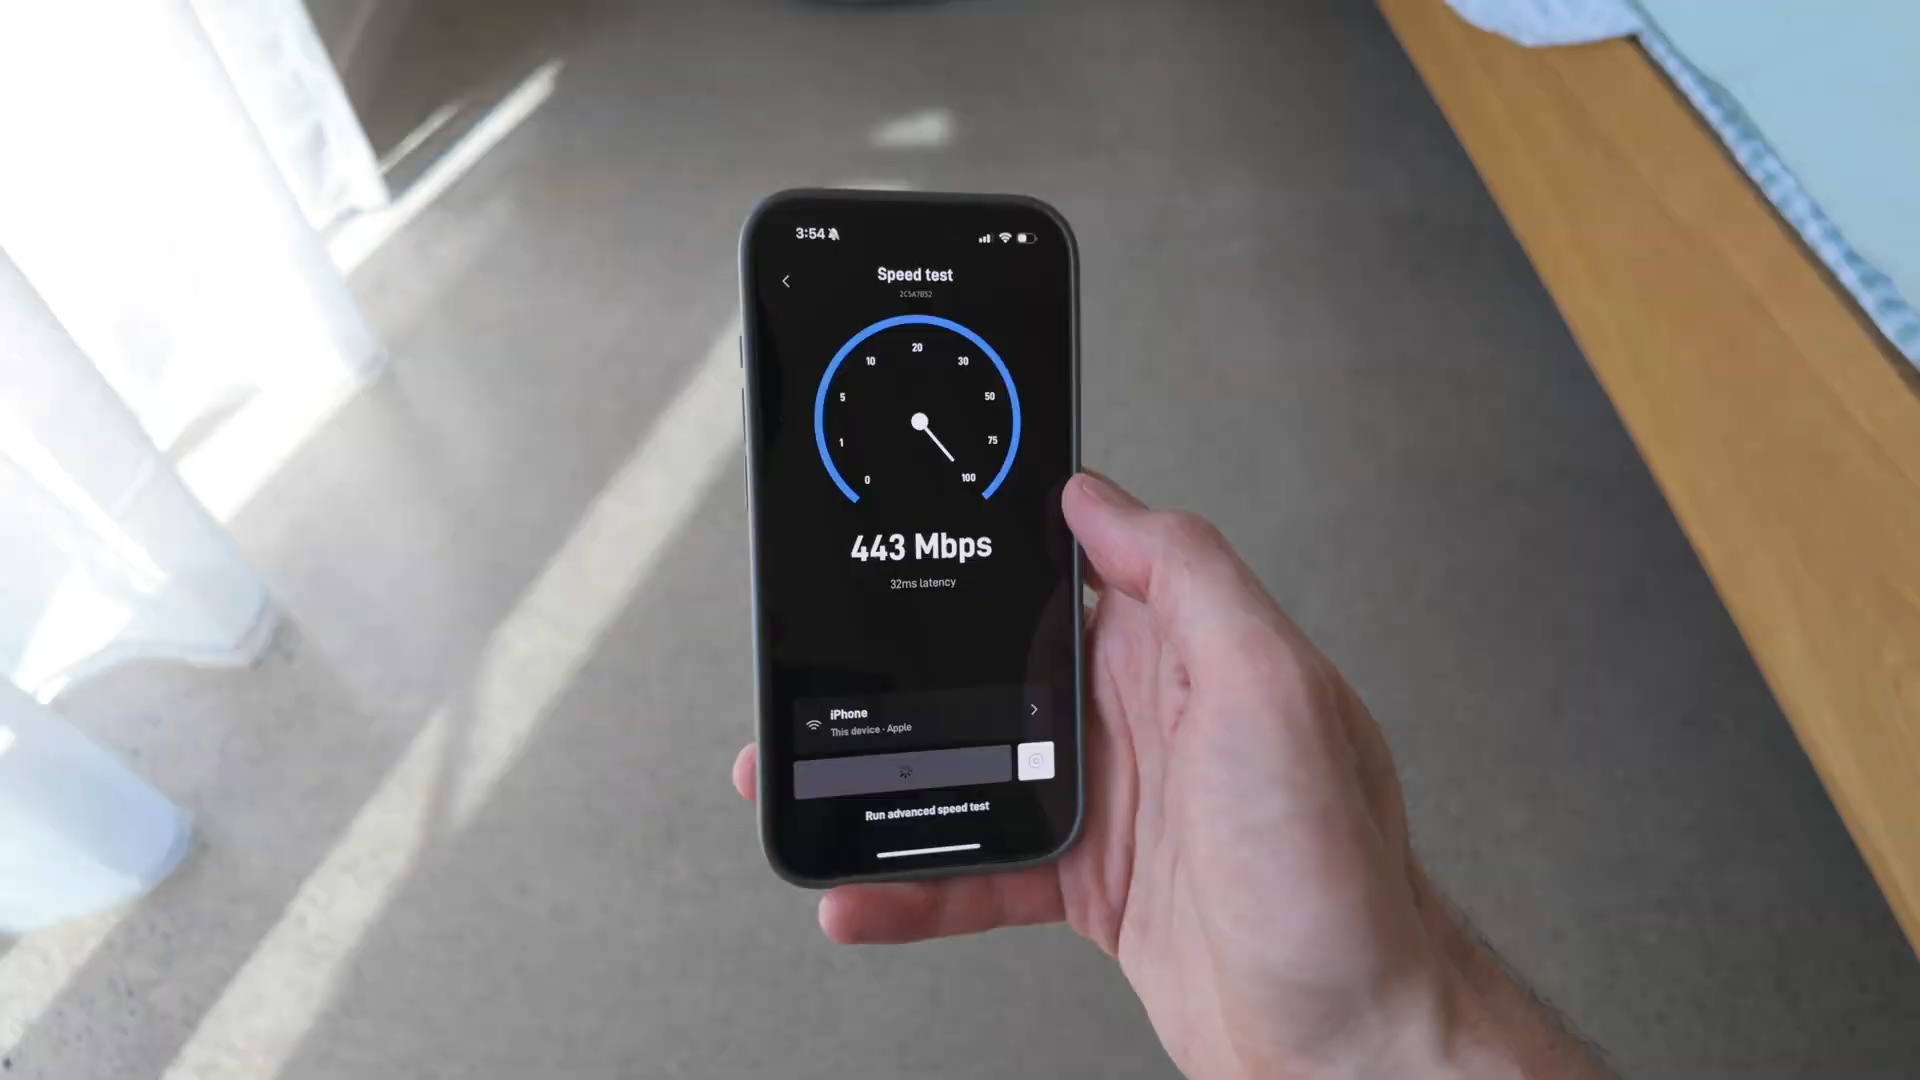 3:54
Speed test
2C5A7B52
20
10
30
5
50
1
75
0
100
443 Mbps
32ms latency
iPhone
This device - Apple
Run advanced speed test